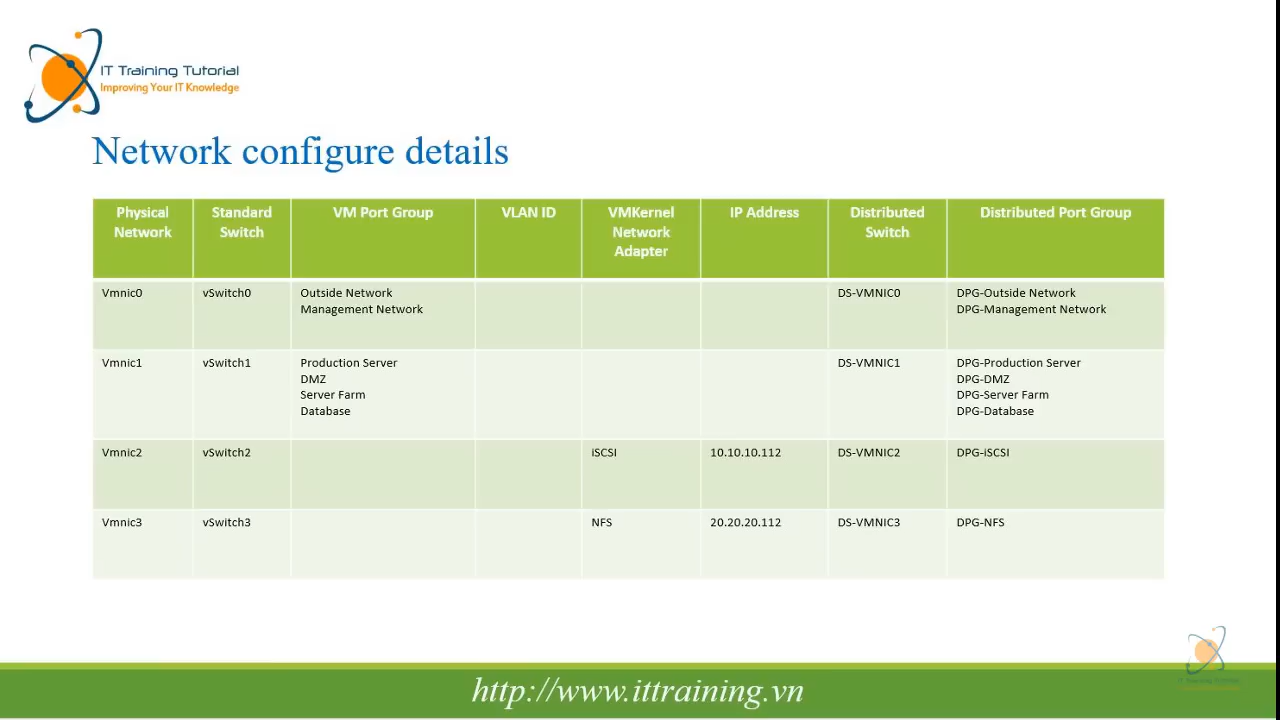 IT Training Tutorial
Improving Your IT Knowledge
Network configure details
Physical Network Standard Switch VM Port Group VLAN ID VMKernel Network Adapter IP Address Distributed Switch Distributed Port Group
Vmnic0 vSwitch0 Outside Network DS-VMNIC0 DPG-Outside Network
Management Network DPG-Management Network
Vmnic1 vSwitch1 Production Server DS-VMNIC1 DPG-Production Server
DMZ DPG-DMZ
Server Farm DPG-Server Farm
Database DPG-Database
Vmnic2 vSwitch2 iSCSI 10.10.10.112 DS-VMNIC2 DPG-iSCSI
Vmnic3 vSwitch3 NFS 20.20.20.112 DS-VMNIC3 DPG-NFS
http://www.ittraining.vn